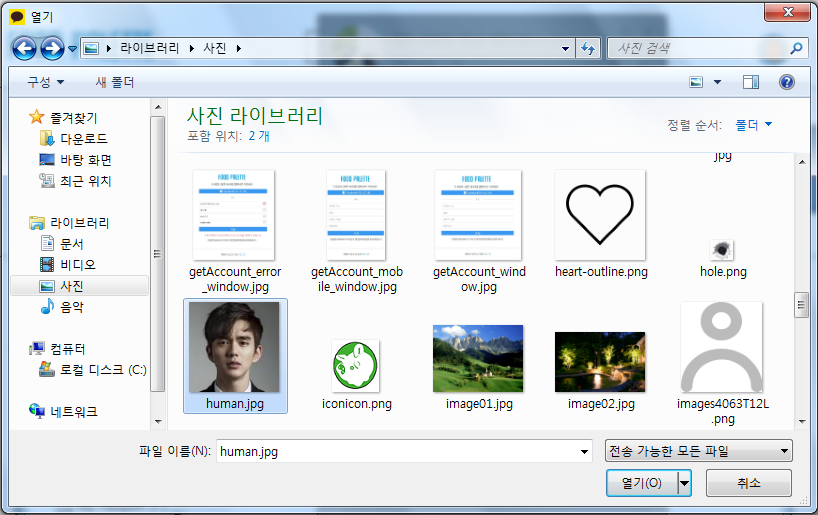 열기
라이브러리 사진
사진 검색
구성 새 폴더
사진 라이브러리
포함 위치: 2 개
정렬 순서: 폴더
즐겨찾기
다운로드
바탕 화면
최근 위치
라이브러리
문서
비디오
사진
음악
컴퓨터
로컬 디스크 (C:)
네트워크
jpg
FOOD PALETTE
FOOD PALETTE
FOOD PALETTE
getAccount_error
_window.jpg
getAccount_mob
ile_window.jpg
getAccount_wind
ow.jpg
heart-outline.png
hole.png
human.jpg
iconicon.png
image01.jpg
image02.jpg
images4063T12L
.png
파일 이름(N): human.jpg
전송 가능한 모든 파일
열기(O) 취소